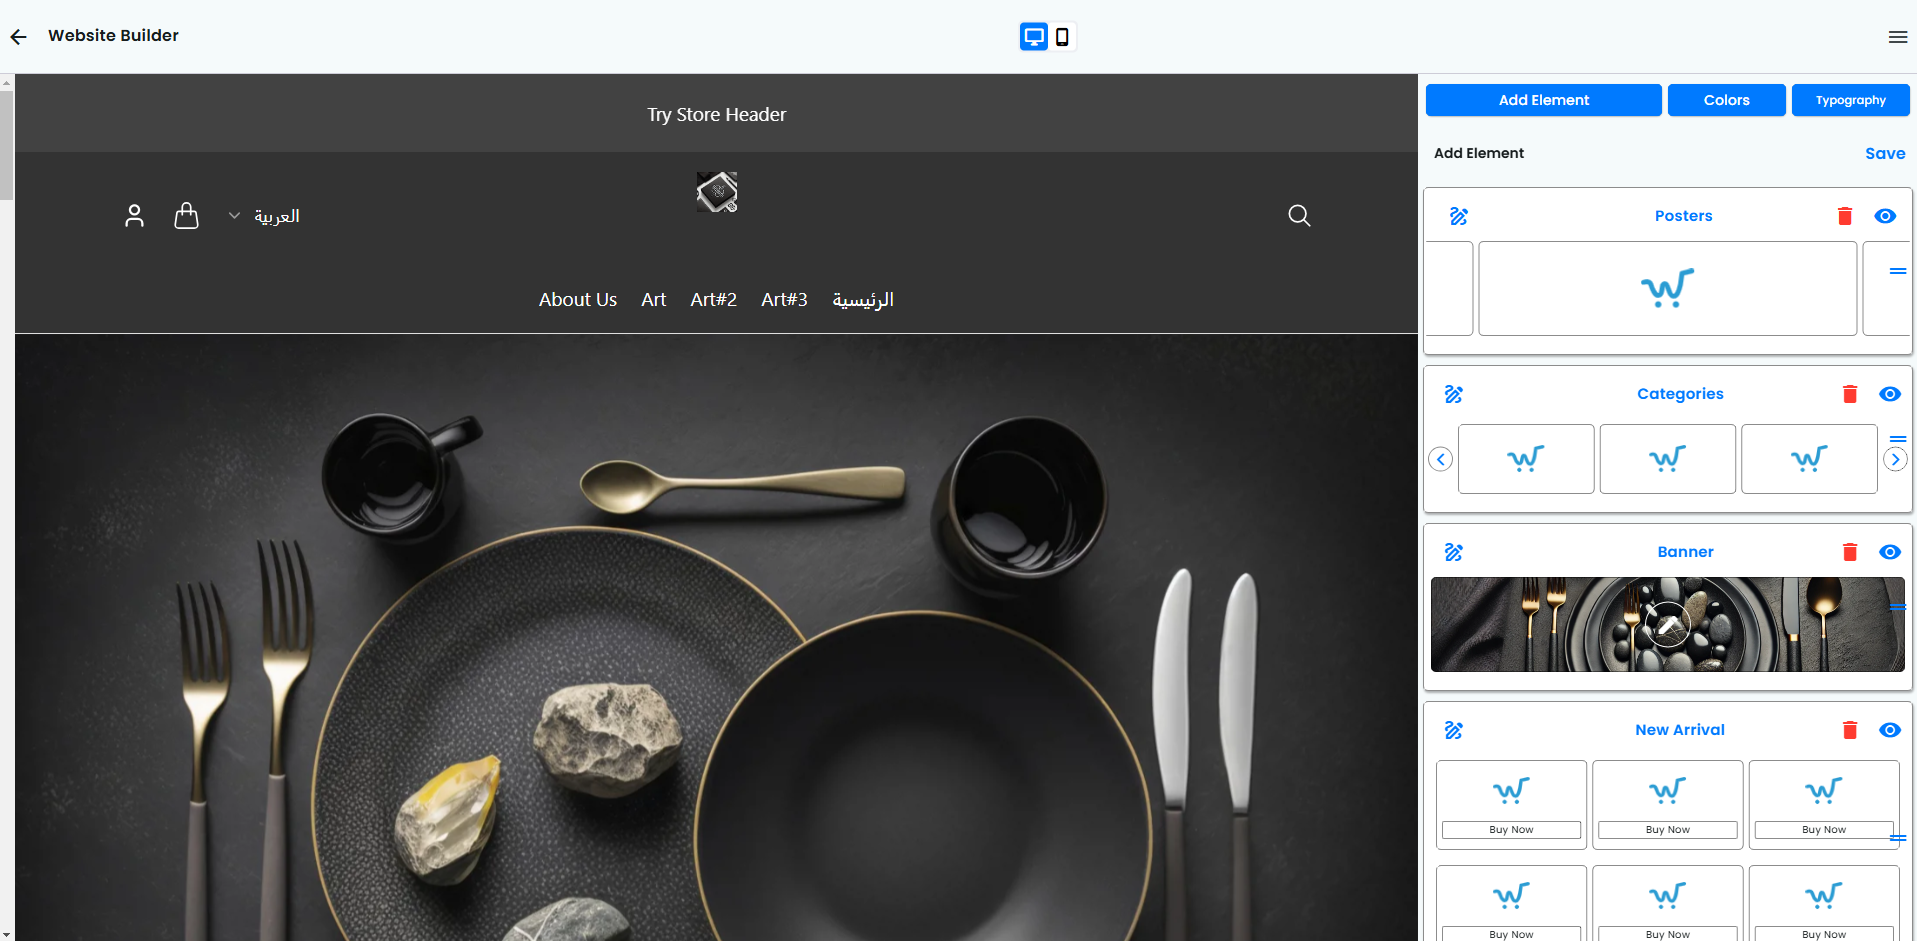 Website Builder
Try Store Header
العربية
About Us Art Art#2 Art#3 الرئيسية
Add Element Colors Typography
Add Element Save
Posters
Categories
Banner
New Arrival
Buy Now Buy Now Buy Now
Buy Now Buy Now Buy Now